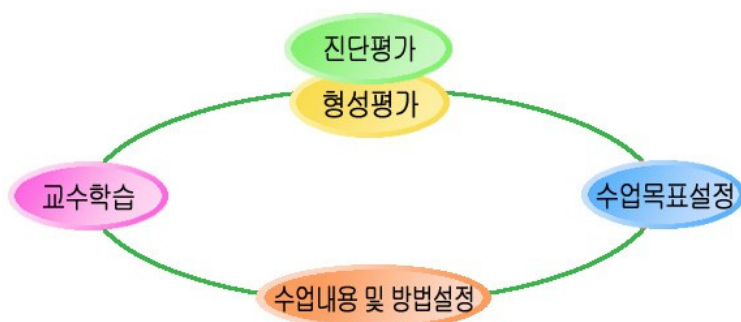 진단평가
형성평가
교수학습
수업목표설정
수업내용 및 방법설정